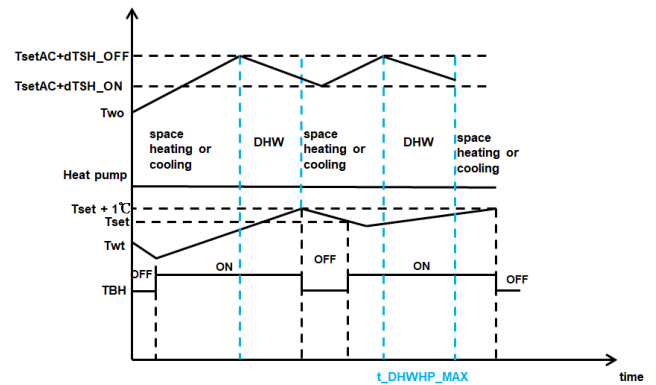 TsetAC+dTSH_OFF
TsetAC+dTSH_ON
Two
space
heating or
cooling
DHW
space
heating or
cooling
DHW
space
heating or
cooling
Heat pump
Tset + 1℃
Tset
Twt
OFF
ON
OFF
ON
OFF
TBH
t_DHWHP_MAX
time